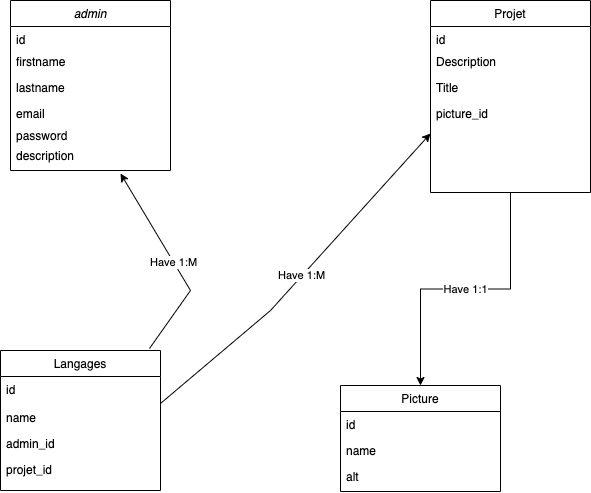 admin
id
firstname
lastname
email
password
description
Projet
id
Description
Title
picture_id
Have 1:M
Have 1:M
Have 1:1
Langages
id
name
admin_id
projet_id
Picture
id
name
alt